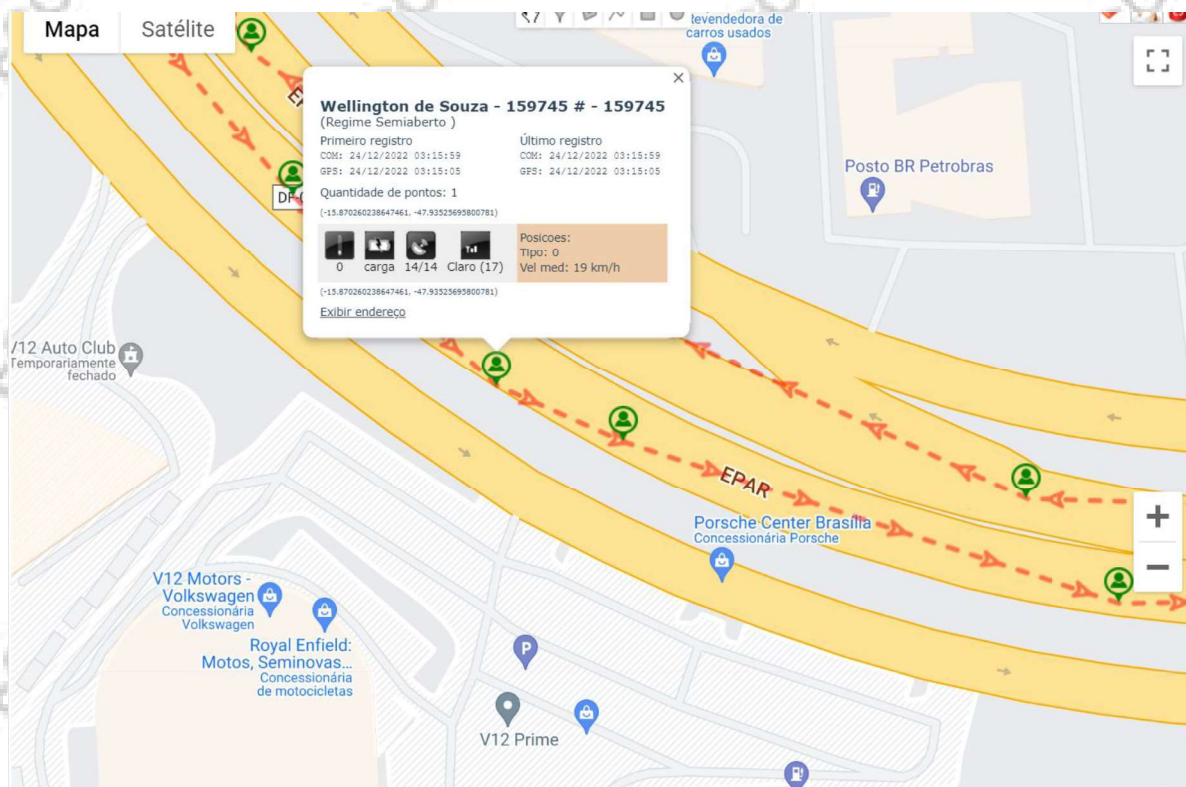 Mapa
Satélite
Revendedora de
carros usados
Wellington de Souza - 159745 # - 159745
(Regime Semiaberto )
Primeiro registro
COM: 24/12/2022 03:15:59
GPS: 24/12/2022 03:15:05
Último registro
COM: 24/12/2022 03:15:59
GPS: 24/12/2022 03:15:05
Quantidade de pontos: 1
(-15.870260238647461, -47.93525695800781)
0
carga
14/14
Claro (17)
Posicoes:
Tipo: 0
Vel med: 19 km/h
(-15.870260238647461, -47.93525695800781)
Exibir endereço
Posto BR Petrobras
V12 Auto Club
Temporariamente
fechado
EPAR
Porsche Center Brasília
Concessionária Porsche
V12 Motors -
Volkswagen
Concessionária
Volkswagen
Royal Enfield:
Motos, Seminovas...
Concessionária
de motocicletas
P
V12 Prime